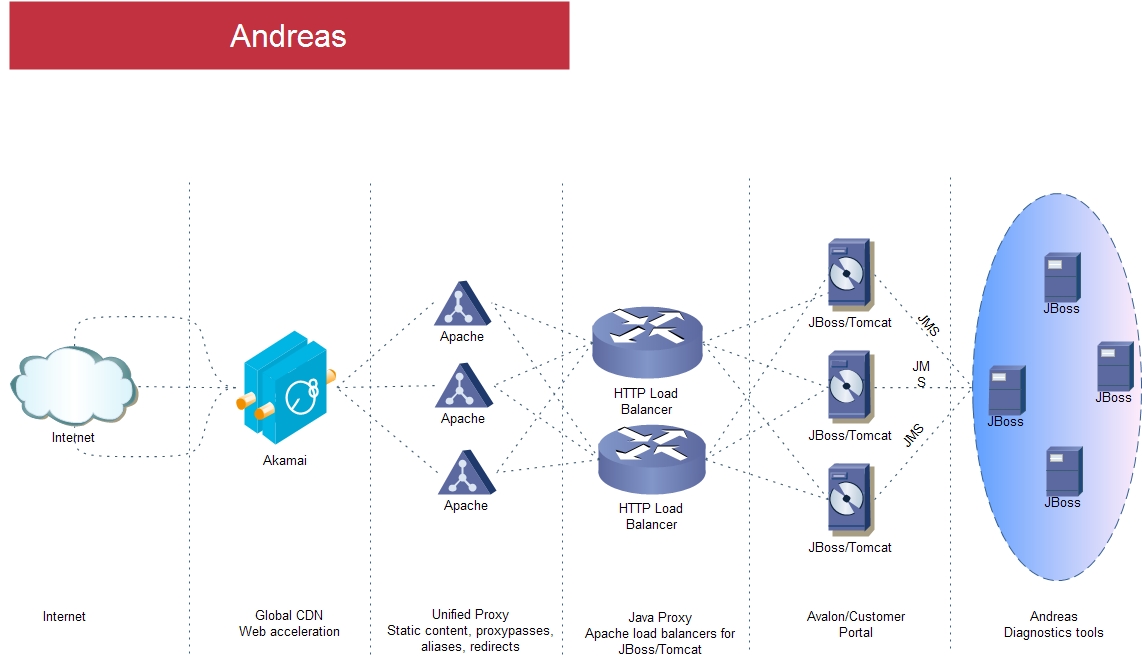 Andreas
Internet
Akamai
Apache
Apache
Apache
HTTP Load
Balancer
HTTP Load
Balancer
JBoss/Tomcat
JBoss/Tomcat
JBoss/Tomcat
JMS
JM
S
JMS
JBoss
JBoss
JBoss
JBoss
Internet
Global CDN
Web acceleration
Unified Proxy
Static content, proxypasses,
aliases, redirects
Java Proxy
Apache load balancers for
JBoss/Tomcat
Avalon/Customer
Portal
Andreas
Diagnostics tools